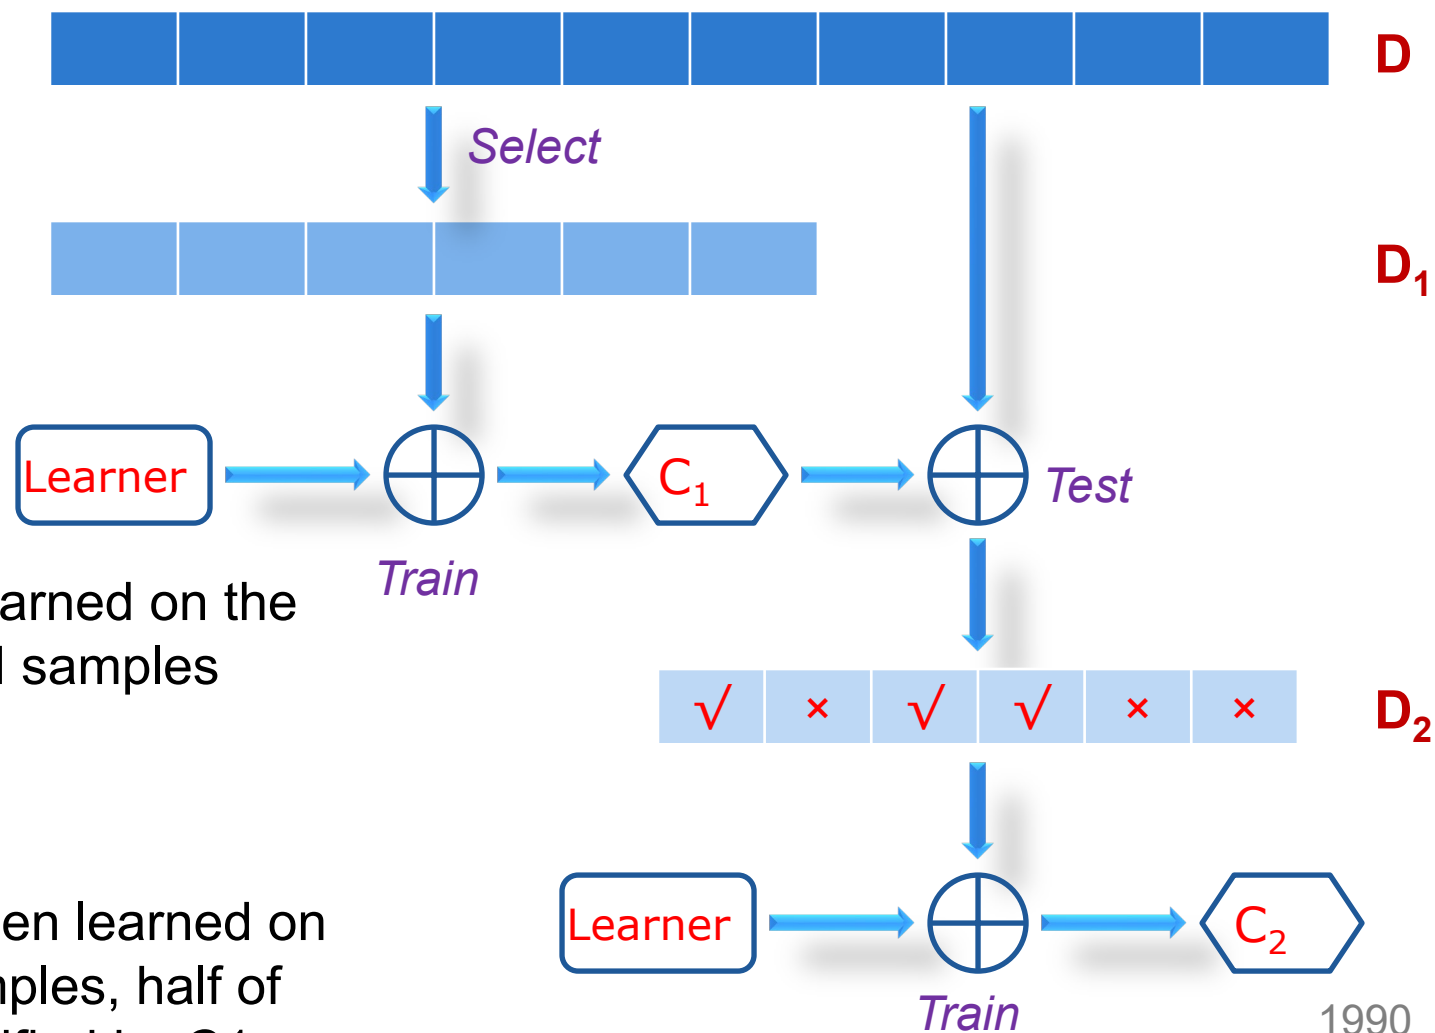 D
Select
D₁
Learner
C₁
Test
Train
arned on the
samples
D₂
√ × √ √ × ×
en learned on
ples, half of
Learner
C₂
Train
1990